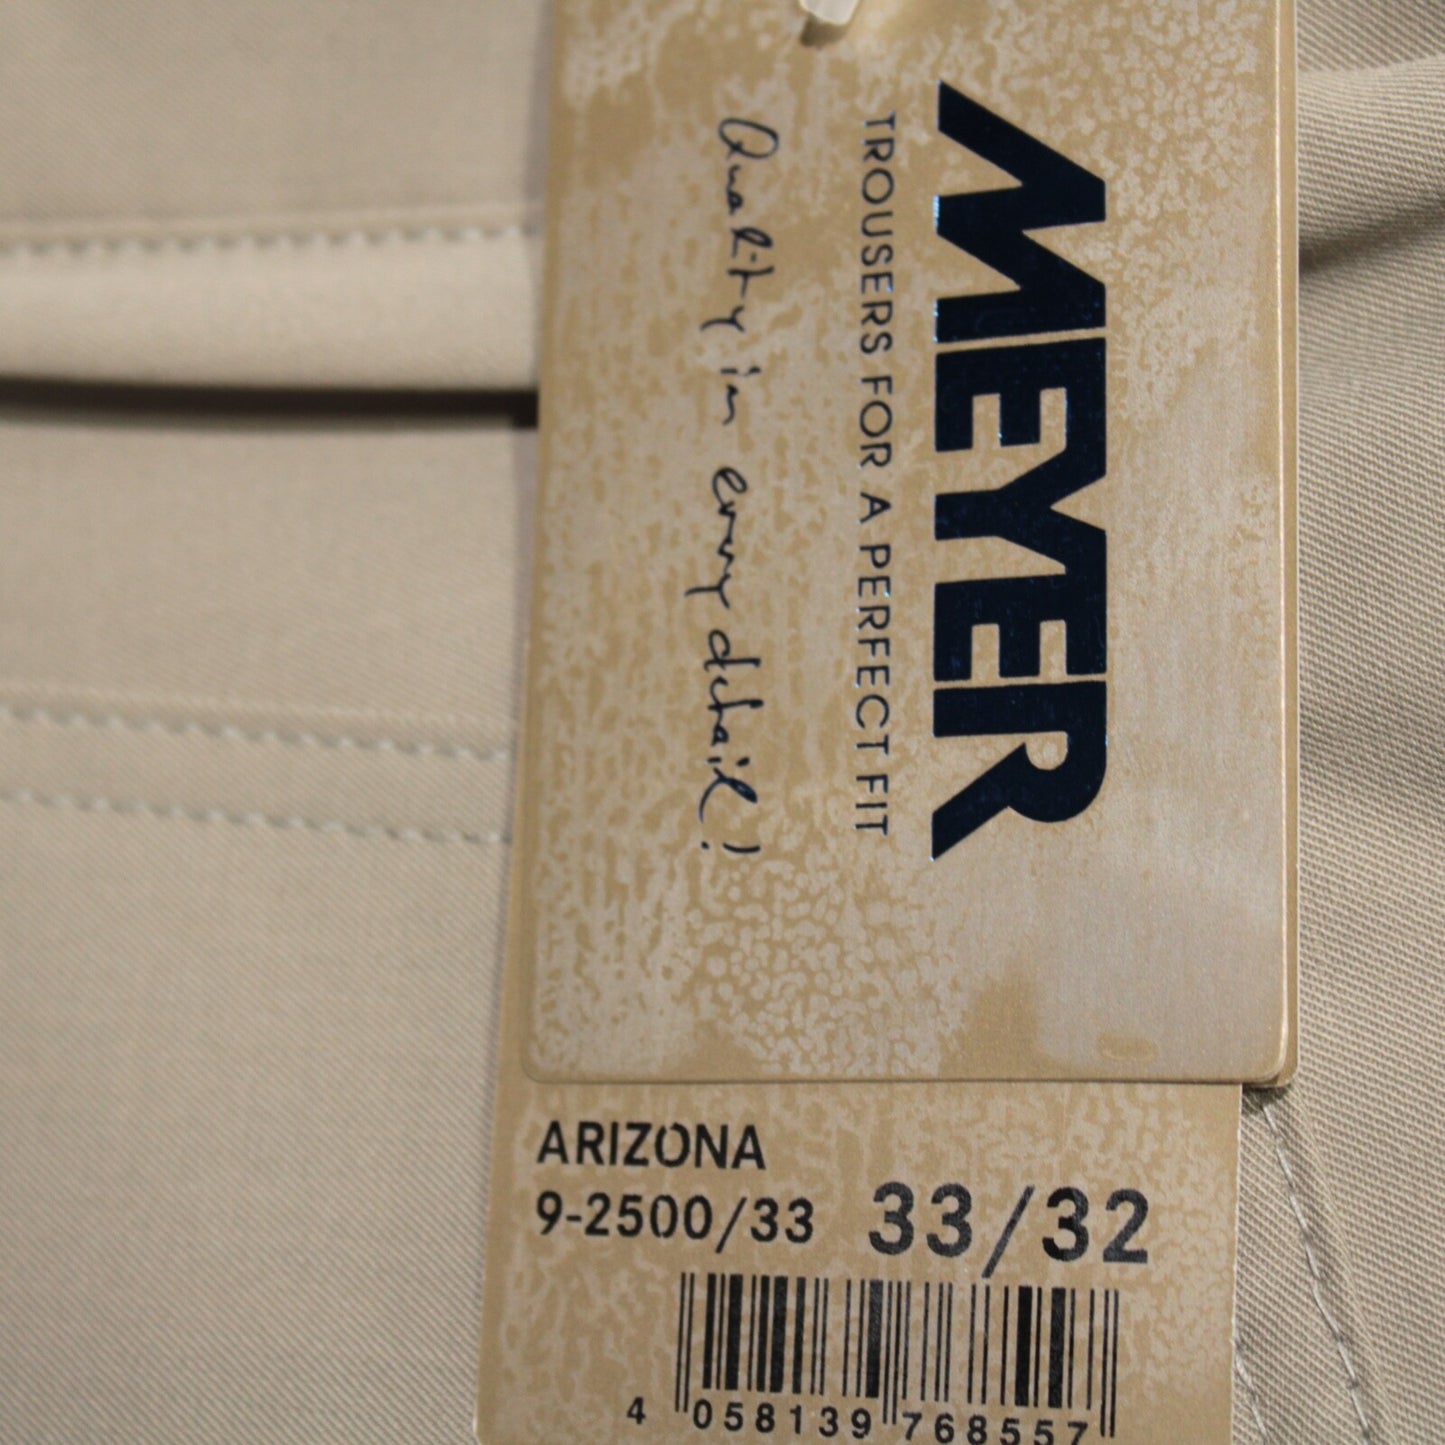 MEYER
TROUSERS FOR A PERFECT FIT
Quality in every detail!
ARIZONA
9-2500/33 33/32
4 058139 768557